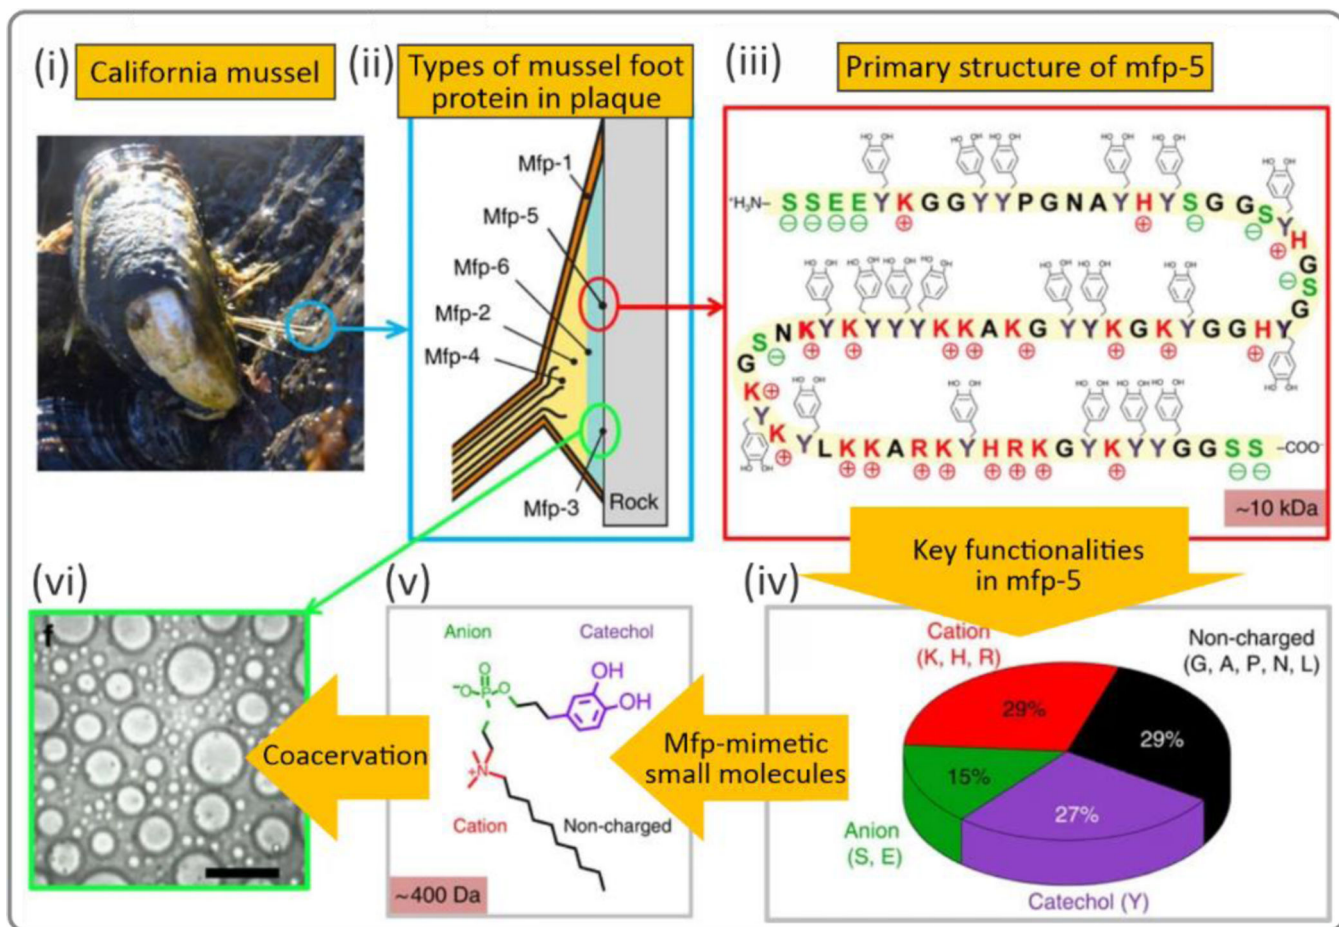 (i)
California mussel
(ii)
Types of mussel foot
protein in plaque
(iii)
Primary structure of mfp-5
Mfp-1
Mfp-5
Mfp-6
Mfp-2
Mfp-4
Mfp-3
Rock
⁺H₃N–
SSEEYKGGYYPGNAYHYSGGSYHGSGY
HGGYKGKYYGKAKKYYYKYKNSGKYK
YLKKARKYHRKGYKYYGGSS
–COO⁻
~10 kDa
Key functionalities
in mfp-5
(iv)
Cation
(K, H, R)
Non-charged
(G, A, P, N, L)
29%
29%
15%
27%
Anion
(S, E)
Catechol (Y)
Mfp-mimetic
small molecules
(v)
Anion
Catechol
OH
OH
⁻O
O
P
O
N
+
Cation
Non-charged
~400 Da
Coacervation
(vi)
f